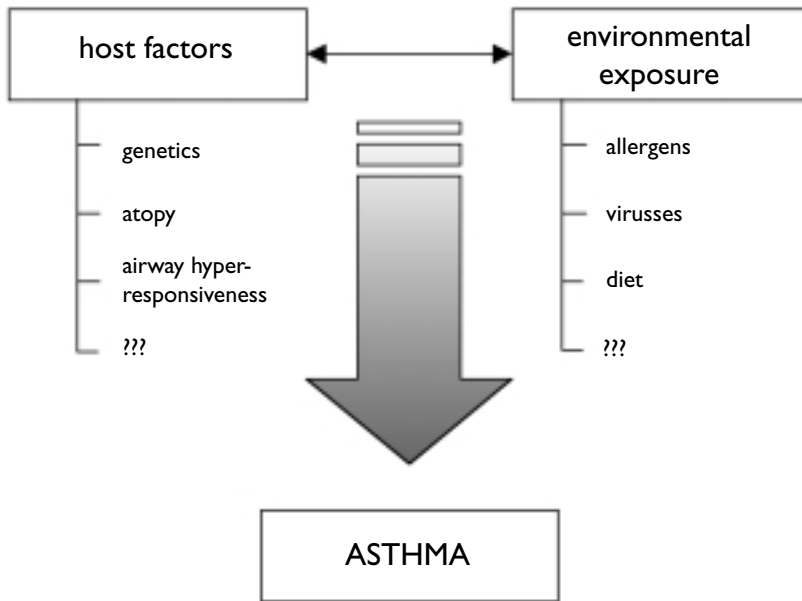 host factors
environmental
exposure
genetics
atopy
airway hyper-
responsiveness
???
allergens
virusses
diet
???
ASTHMA